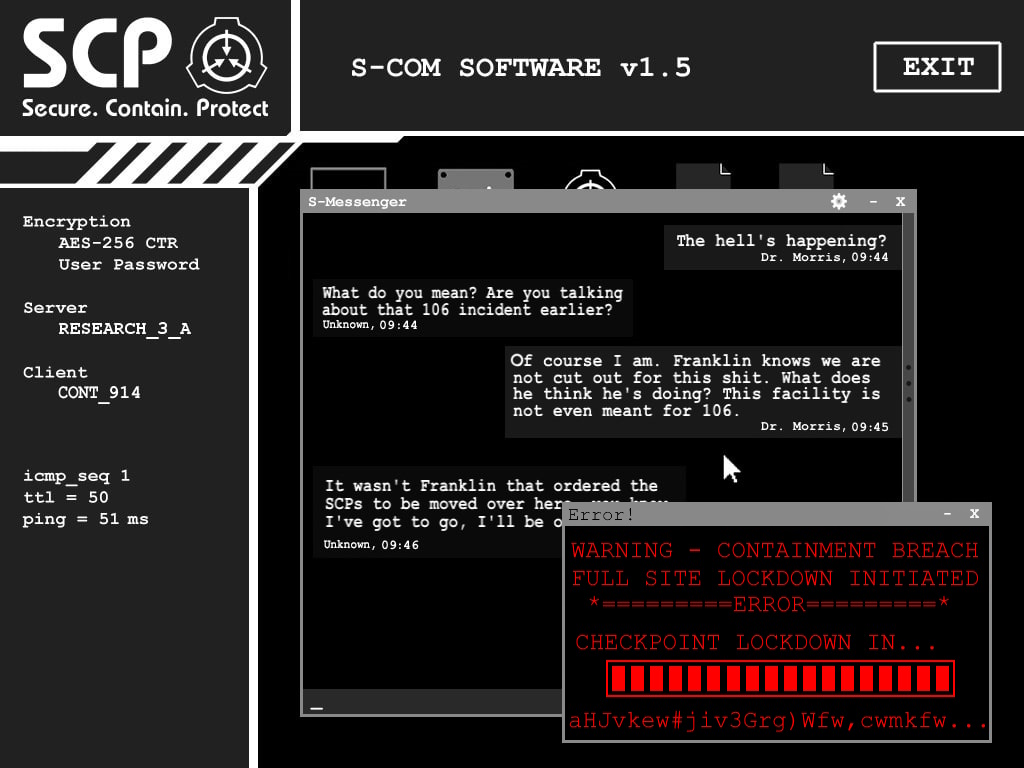 SCP
Secure. Contain. Protect
S-COM SOFTWARE v1.5
EXIT
Encryption
AES-256 CTR
User Password
Server
RESEARCH_3_A
Client
CONT_914
icmp_seq 1
ttl = 50
ping = 51 ms
S-Messenger
- X
The hell's happening?
Dr. Morris, 09:44
What do you mean? Are you talking
about that 106 incident earlier?
Unknown, 09:44
Of course I am. Franklin knows we are
not cut out for this shit. What does
he think he's doing? This facility is
not even meant for 106.
Dr. Morris, 09:45
It wasn't Franklin that ordered the
SCPs to be moved over here, you know
I've got to go, I'll be
Unknown, 09:46
_
Error!
- X
WARNING - CONTAINMENT BREACH
FULL SITE LOCKDOWN INITIATED
*=========ERROR=========*
CHECKPOINT LOCKDOWN IN...
aHJvkew#jiv3Grg)Wfw,cwmkfw...